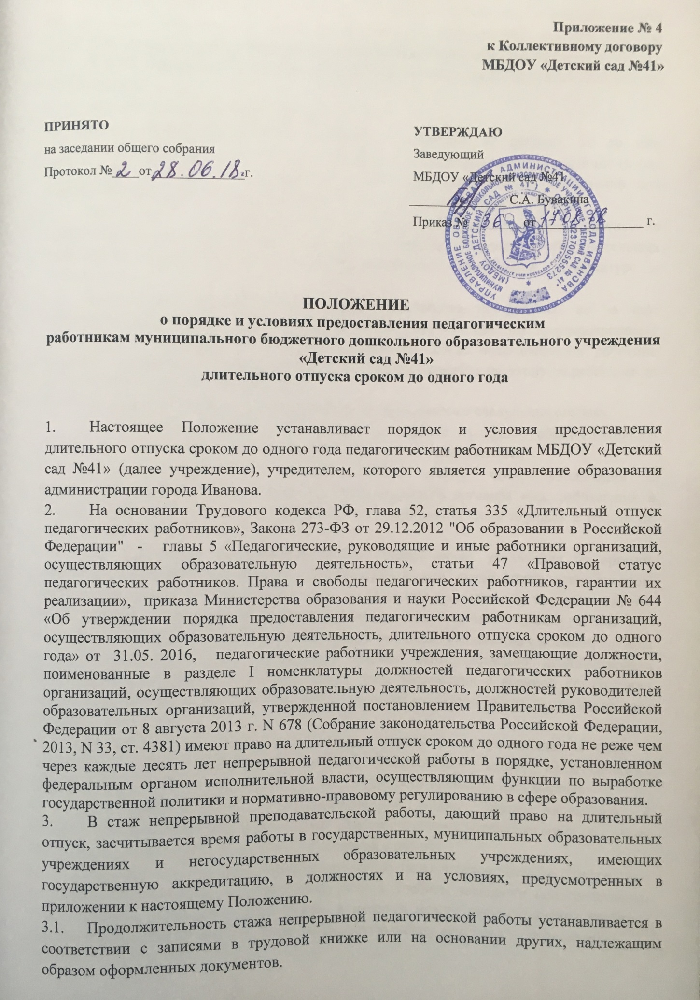 Приложение № 4
к Коллективному договору
МБДОУ «Детский сад №41»
ПРИНЯТО
на заседании общего собрания
Протокол № 2 от 28.06.18. г.
УТВЕРЖДАЮ
Заведующий
МБДОУ «Детский сад №41
С.А. Бувакина
Приказ № 36 от 17 08 18 г.
УПРАВЛЕНИЕ ОБРАЗОВАНИЯ АДМИНИСТРАЦИИ ГОРОДА ИВАНОВА
МУНИЦИПАЛЬНОЕ БЮДЖЕТНОЕ ДОШКОЛЬНОЕ ОБРАЗОВАТЕЛЬНОЕ УЧРЕЖДЕНИЕ "ДЕТСКИЙ САД № 41"
(МБДОУ "ДЕТСКИЙ САД № 41") * ОГРН 1023700555273
ПОЛОЖЕНИЕ
о порядке и условиях предоставления педагогическим
работникам муниципального бюджетного дошкольного образовательного учреждения
«Детский сад №41»
длительного отпуска сроком до одного года
1. Настоящее Положение устанавливает порядок и условия предоставления
длительного отпуска сроком до одного года педагогическим работникам МБДОУ «Детский
сад №41» (далее учреждение), учредителем, которого является управление образования
администрации города Иванова.
2. На основании Трудового кодекса РФ, глава 52, статья 335 «Длительный отпуск
педагогических работников», Закона 273-ФЗ от 29.12.2012 "Об образовании в Российской
Федерации" - главы 5 «Педагогические, руководящие и иные работники организаций,
осуществляющих образовательную деятельность», статьи 47 «Правовой статус
педагогических работников. Права и свободы педагогических работников, гарантии их
реализации», приказа Министерства образования и науки Российской Федерации № 644
«Об утверждении порядка предоставления педагогическим работникам организаций,
осуществляющих образовательную деятельность, длительного отпуска сроком до одного
года» от 31.05. 2016, педагогические работники учреждения, замещающие должности,
поименованные в разделе I номенклатуры должностей педагогических работников
организаций, осуществляющих образовательную деятельность, должностей руководителей
образовательных организаций, утвержденной постановлением Правительства Российской
Федерации от 8 августа 2013 г. N 678 (Собрание законодательства Российской Федерации,
2013, N 33, ст. 4381) имеют право на длительный отпуск сроком до одного года не реже чем
через каждые десять лет непрерывной педагогической работы в порядке, установленном
федеральным органом исполнительной власти, осуществляющим функции по выработке
государственной политики и нормативно-правовому регулированию в сфере образования.
3. В стаж непрерывной преподавательской работы, дающий право на длительный
отпуск, засчитывается время работы в государственных, муниципальных образовательных
учреждениях и негосударственных образовательных учреждениях, имеющих
государственную аккредитацию, в должностях и на условиях, предусмотренных в
приложении к настоящему Положению.
3.1. Продолжительность стажа непрерывной педагогической работы устанавливается в
соответствии с записями в трудовой книжке или на основании других, надлежащим
образом оформленных документов.